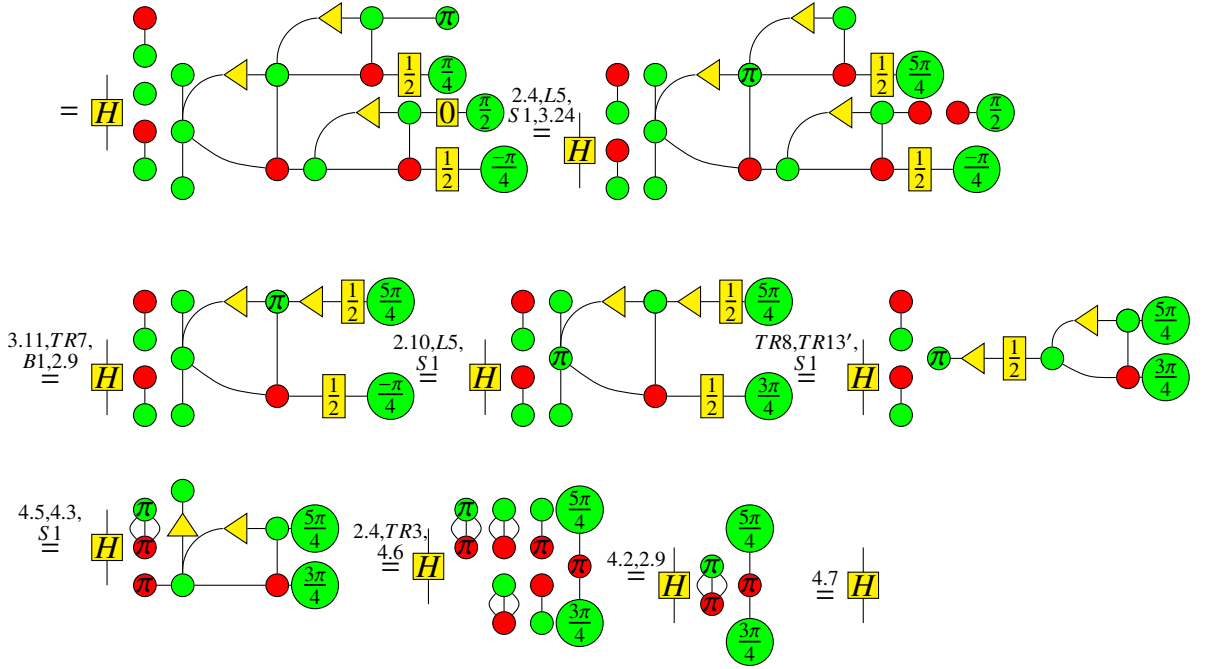 π
= H 1/2 π/4
2.4,L5,
S1,3.24
=
0 π/2
1/2 −π/4
H π 1/2 5π/4
π/2
1/2 −π/4
3.11,TR7,
B1,2.9
=
H π 1/2 5π/4
1/2 −π/4
2.10,L5,
S1
=
H π 1/2 5π/4
1/2 3π/4
TR8,TR13′,
S1
=
H π 1/2 5π/4
3π/4
4.5,4.3,
S1
=
H π π π 5π/4
3π/4
2.4,TR3,
4.6
=
H π π π 5π/4
π
3π/4
4.2,2.9
=
H π π 5π/4
π
3π/4
4.7
= H